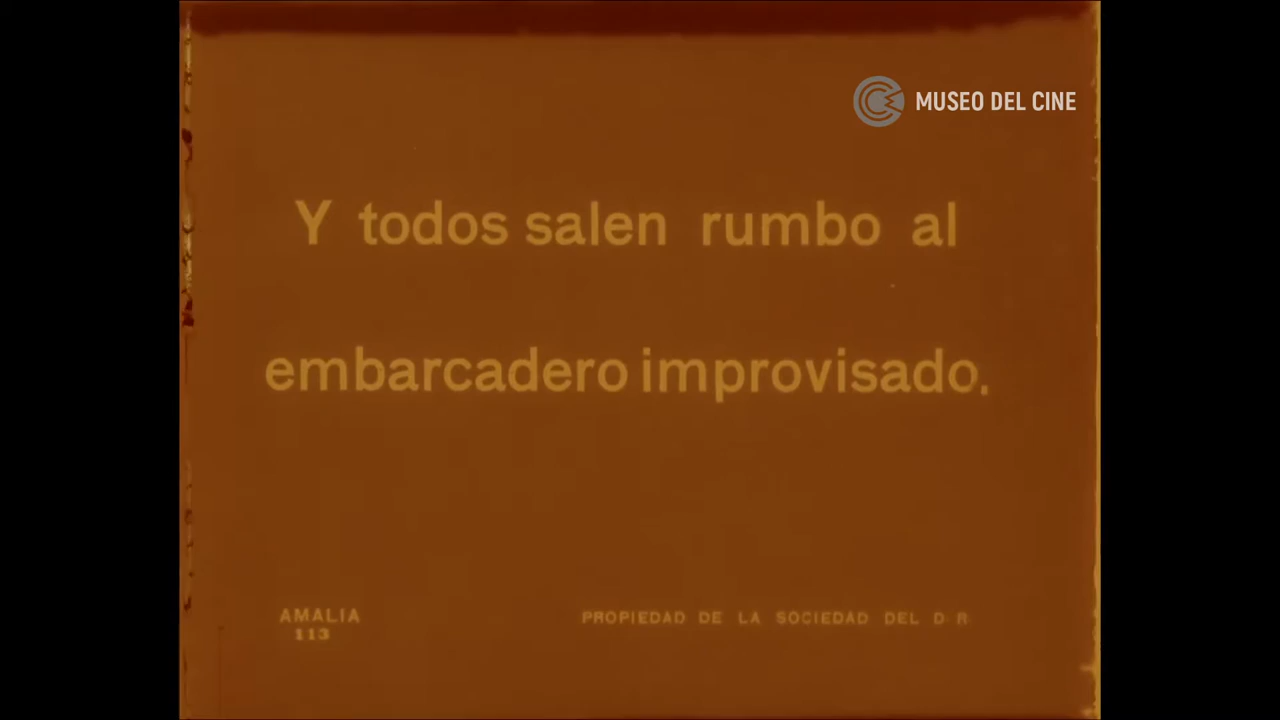 MUSEO DEL CINE
Y todos salen rumbo al
embarcadero improvisado.
AMALIA
113
PROPIEDAD DE LA SOCIEDAD DEL D R